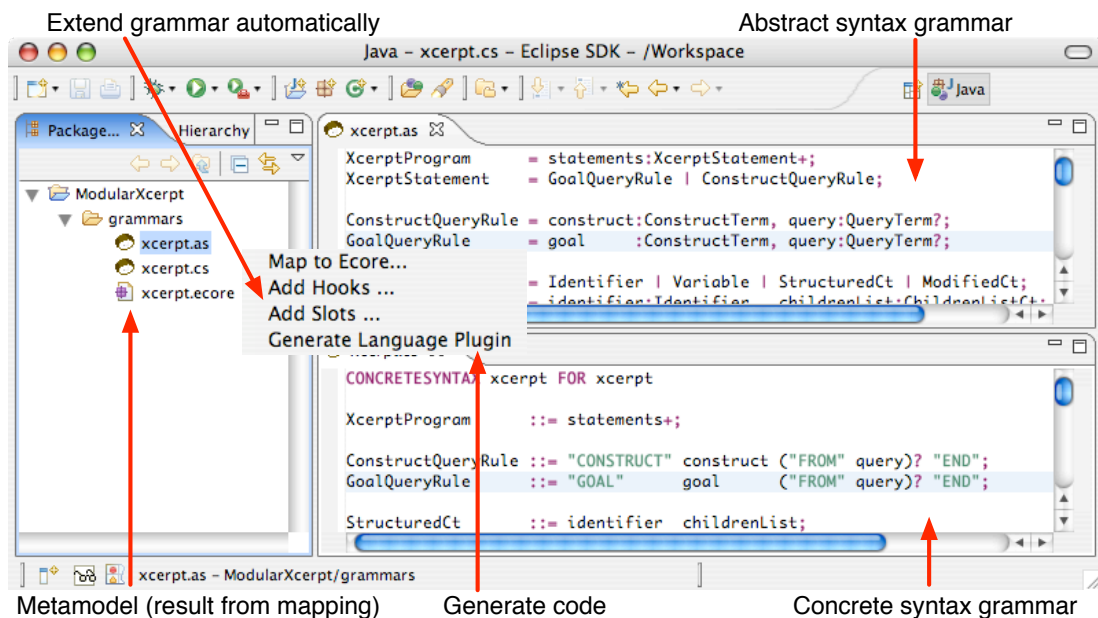 Extend grammar automatically
Abstract syntax grammar
Java – xcerpt.cs – Eclipse SDK – /Workspace
Java
Package...
Hierarchy
ModularXcerpt
grammars
xcerpt.as
xcerpt.cs
xcerpt.ecore
Map to Ecore...
Add Hooks ...
Add Slots ...
Generate Language Plugin
xcerpt.as
XcerptProgram = statements:XcerptStatement+;
XcerptStatement = GoalQueryRule | ConstructQueryRule;
ConstructQueryRule = construct:ConstructTerm, query:QueryTerm?;
GoalQueryRule = goal :ConstructTerm, query:QueryTerm?;
= Identifier | Variable | StructuredCt | ModifiedCt;
= identifier:Identifier childrenList:ChildrenListCt;
CONCRETESYNTAX xcerpt FOR xcerpt
XcerptProgram ::= statements+;
ConstructQueryRule ::= "CONSTRUCT" construct ("FROM" query)? "END";
GoalQueryRule ::= "GOAL" goal ("FROM" query)? "END";
StructuredCt ::= identifier childrenList;
xcerpt.as – ModularXcerpt/grammars
Metamodel (result from mapping)
Generate code
Concrete syntax grammar